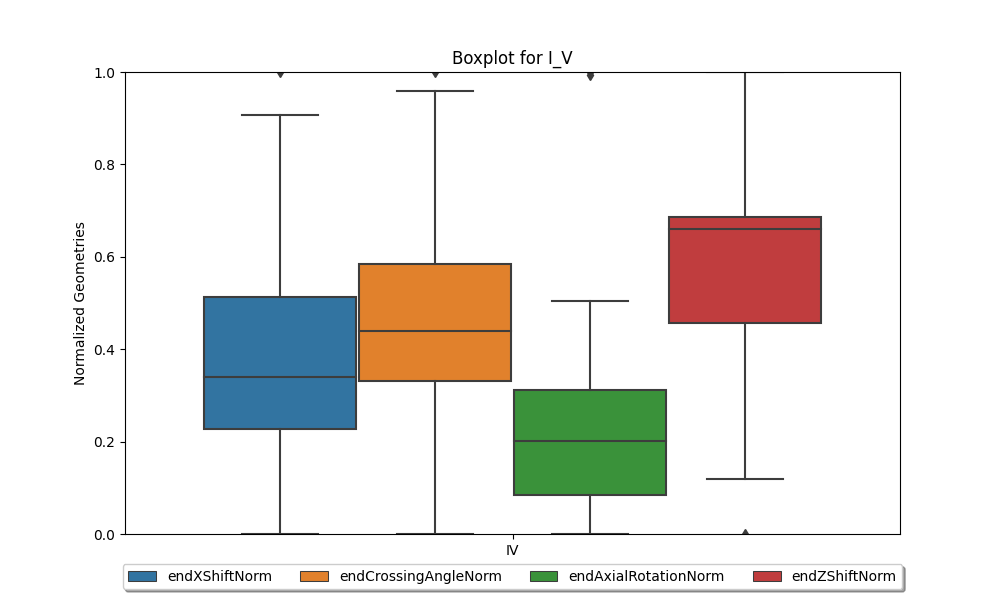 Boxplot for I_V
Normalized Geometries
1.0
0.8
0.6
0.4
0.2
0.0
IV
endXShiftNorm endCrossingAngleNorm endAxialRotationNorm endZShiftNorm